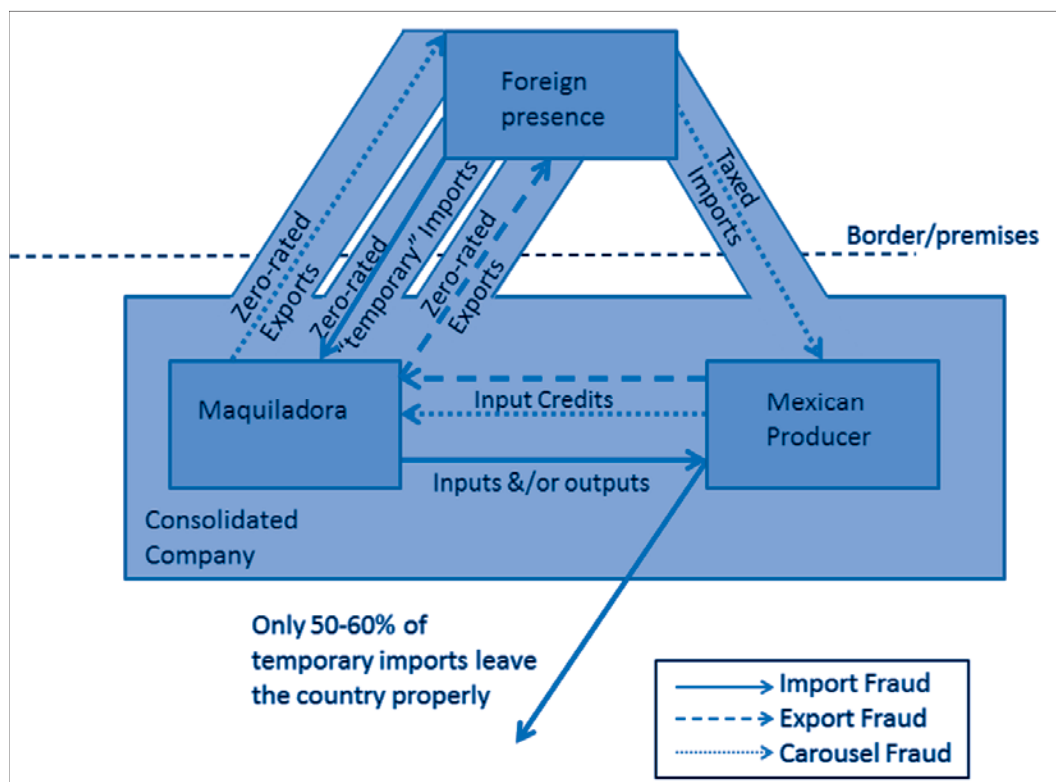 Foreign
presence
Zero-rated
Exports
Zero-rated
“temporary” Imports
Zero-rated
Exports
Taxed
Imports
Border/premises
Maquiladora
Input Credits
Mexican
Producer
Inputs &/or outputs
Consolidated
Company
Only 50-60% of
temporary imports leave
the country properly
Import Fraud
Export Fraud
Carousel Fraud